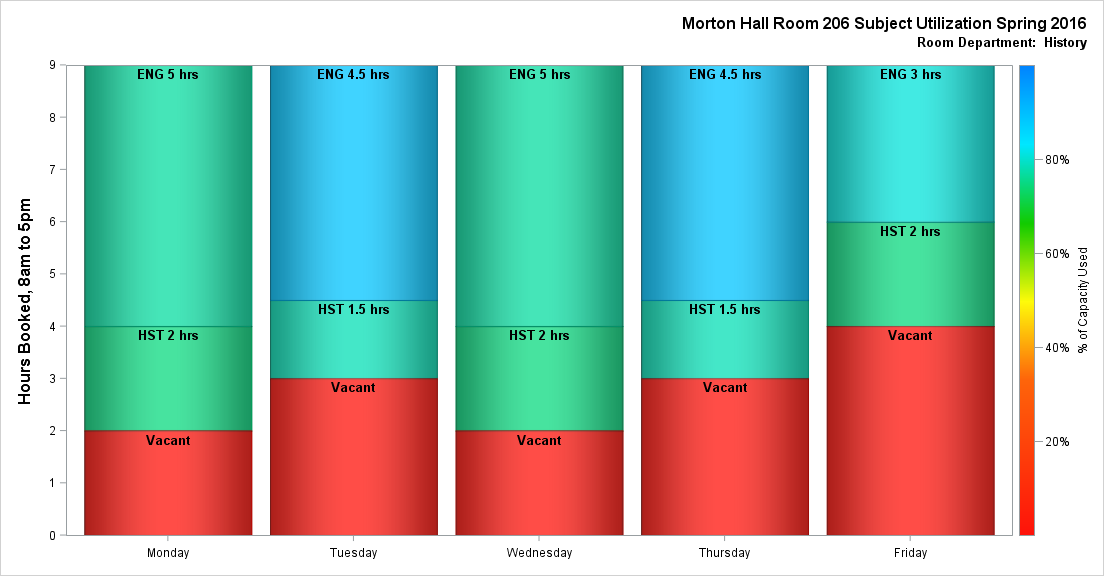 Morton Hall Room 206 Subject Utilization Spring 2016
Room Department: History
Hours Booked, 8am to 5pm
9
8
7
6
5
4
3
2
1
0
ENG 5 hrs
HST 2 hrs
Vacant
ENG 4.5 hrs
HST 1.5 hrs
Vacant
ENG 5 hrs
HST 2 hrs
Vacant
ENG 4.5 hrs
HST 1.5 hrs
Vacant
ENG 3 hrs
HST 2 hrs
Vacant
Monday
Tuesday
Wednesday
Thursday
Friday
80%
60%
40%
20%
% of Capacity Used